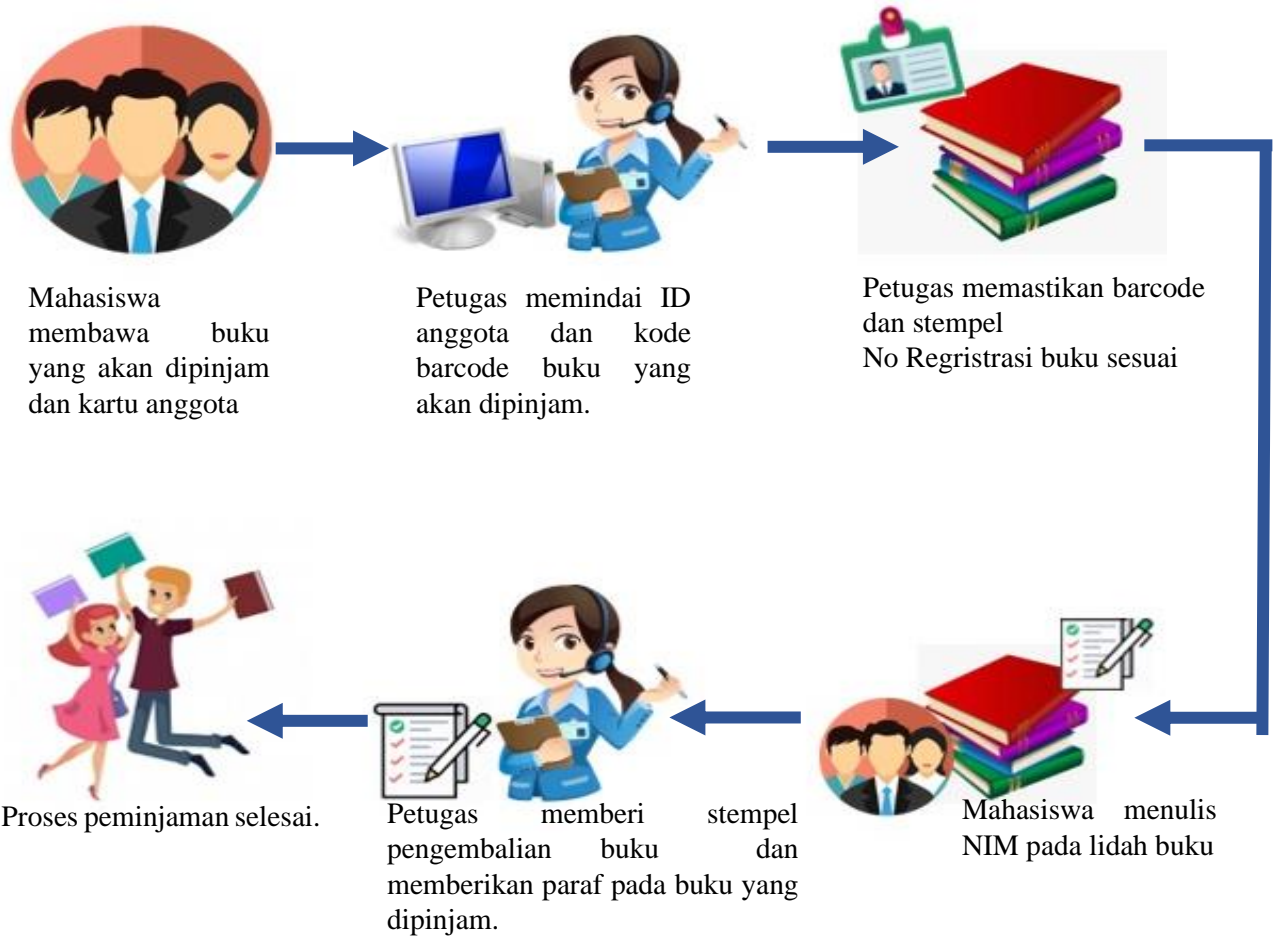 Mahasiswa
membawa buku
yang akan dipinjam
dan kartu anggota
Petugas memindai ID
anggota dan kode
barcode buku yang
akan dipinjam.
Petugas memastikan barcode
dan stempel
No Regristrasi buku sesuai
Mahasiswa menulis
NIM pada lidah buku
Petugas memberi stempel
pengembalian buku dan
memberikan paraf pada buku yang
dipinjam.
Proses peminjaman selesai.